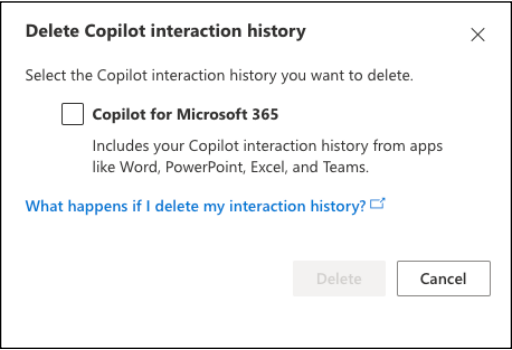 Delete Copilot interaction history
Select the Copilot interaction history you want to delete.
Copilot for Microsoft 365
Includes your Copilot interaction history from apps
like Word, PowerPoint, Excel, and Teams.
What happens if I delete my interaction history?
Delete Cancel